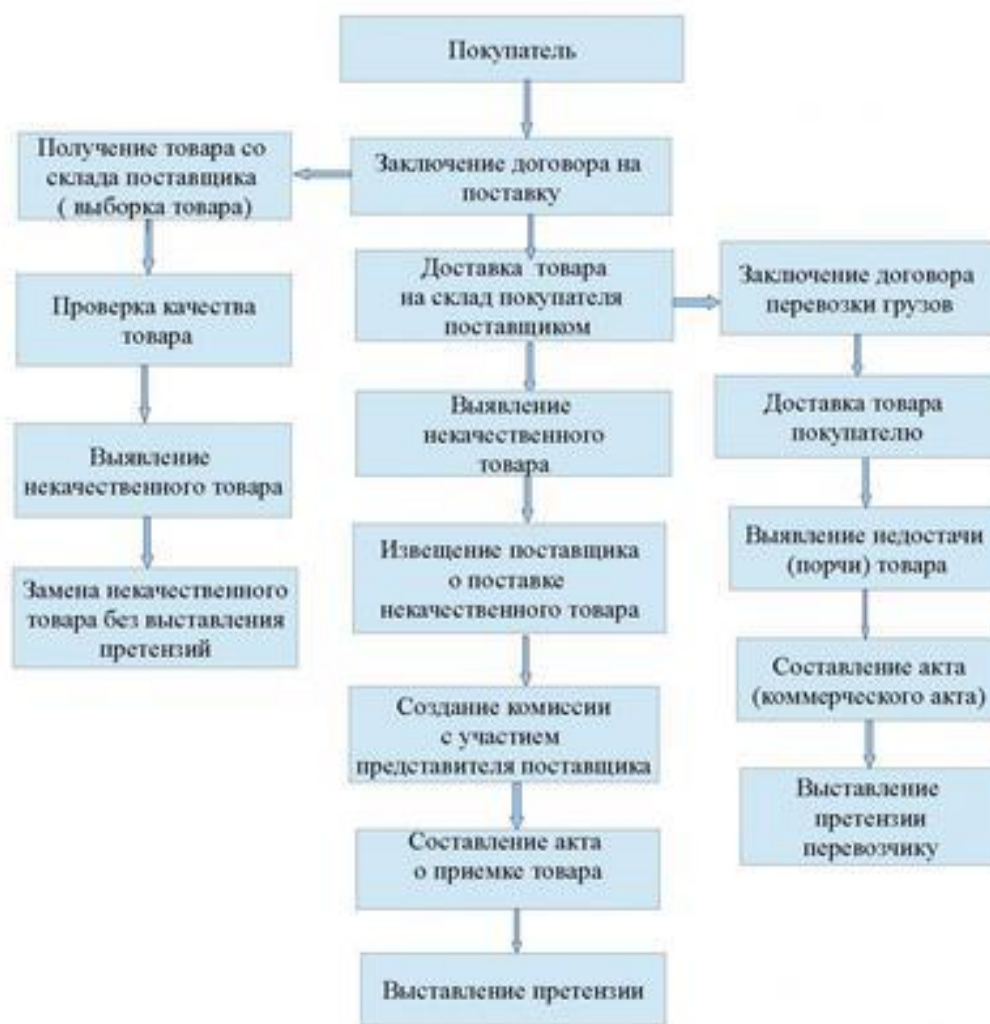 Покупатель
Заключение договора на
поставку
Получение товара со
склада поставщика
( выборка товара)
Проверка качества
товара
Выявление
некачественного товара
Замена некачественного
товара без выставления
претензий
Доставка товара
на склад покупателя
поставщиком
Выявление
некачественного
товара
Извещение поставщика
о поставке
некачественного товара
Создание комиссии
с участием
представителя поставщика
Составление акта
о приемке товара
Выставление претензии
Заключение договора
перевозки грузов
Доставка товара
покупателю
Выявление недостачи
(порчи) товара
Составление акта
(коммерческого акта)
Выставление
претензии
перевозчику